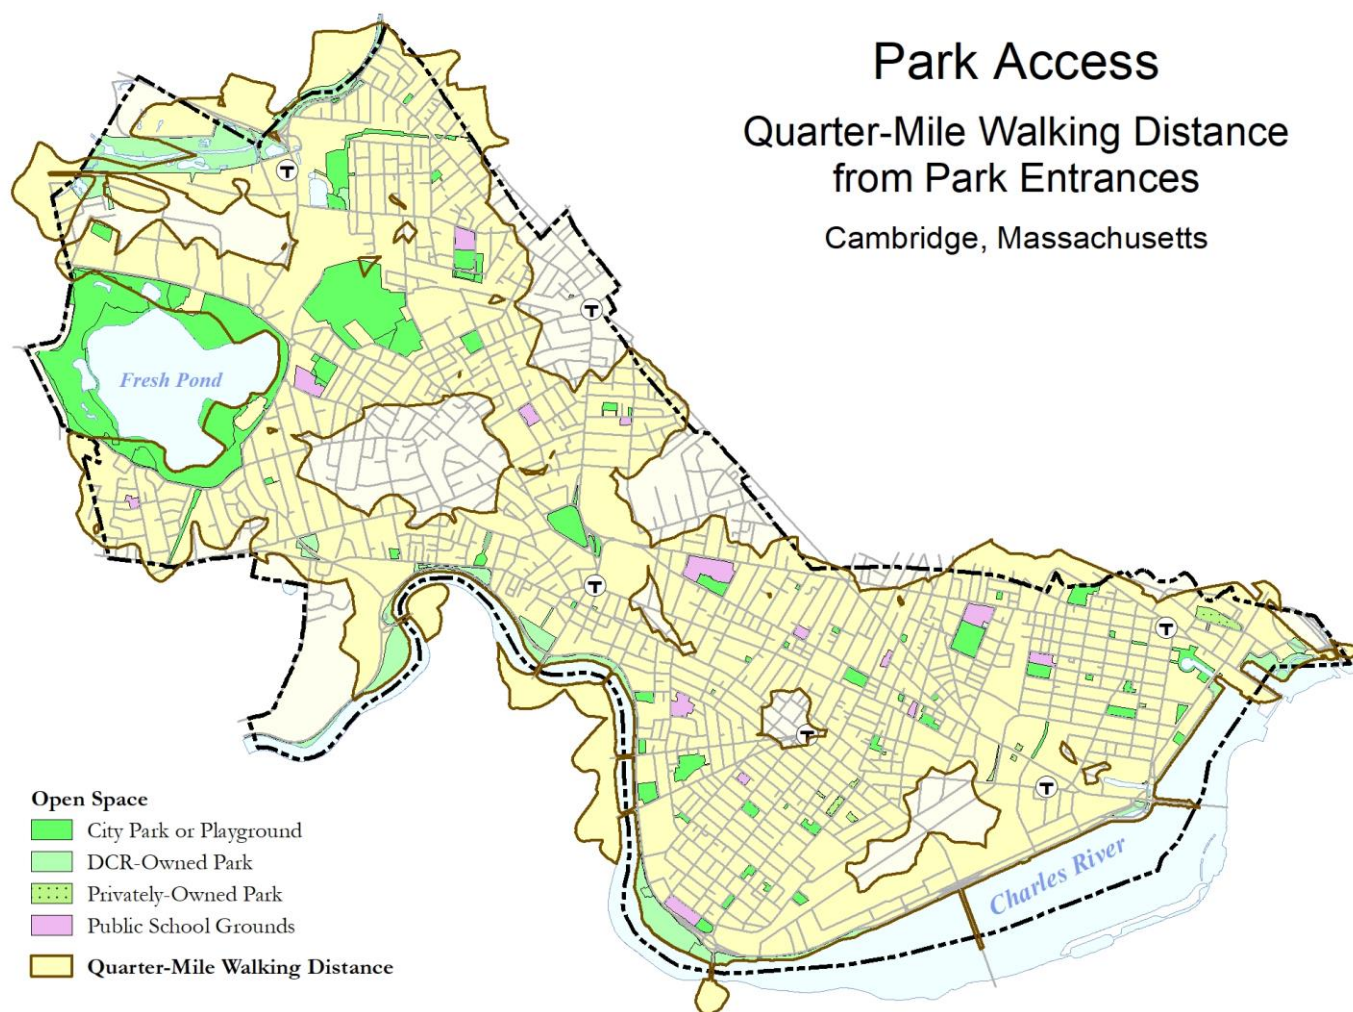 Park Access
Quarter-Mile Walking Distance
from Park Entrances
Cambridge, Massachusetts
T
T
Fresh Pond
T
T
T
T
Charles River
Open Space
City Park or Playground
DCR-Owned Park
Privately-Owned Park
Public School Grounds
Quarter-Mile Walking Distance